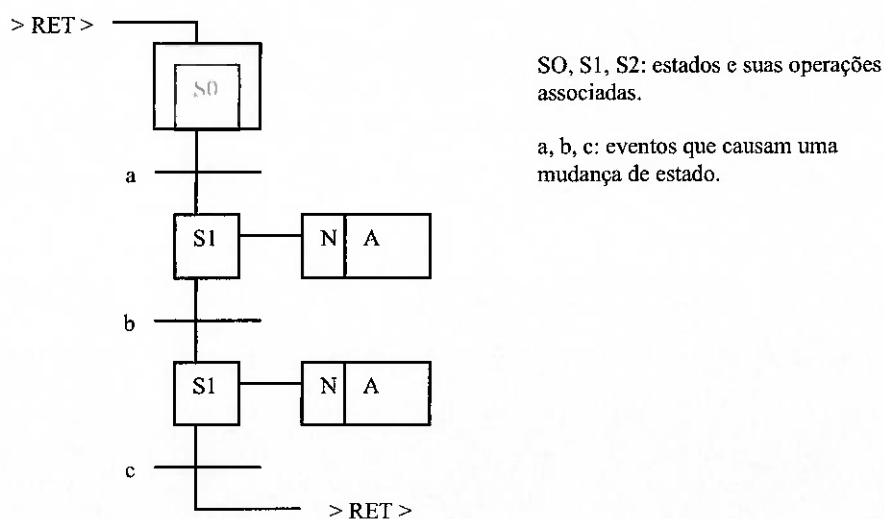 > RET >
S0
SO, S1, S2: estados e suas operações
associadas.
a, b, c: eventos que causam uma
mudança de estado.
a
S1
N A
b
S1
N A
c
> RET >